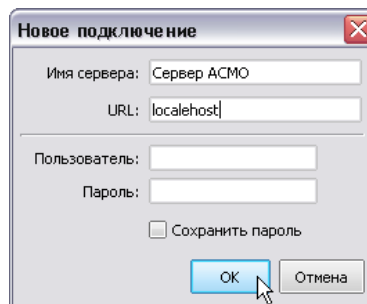 Новое подключение
Имя сервера: Сервер АСМО
URL: localehost
Пользователь:
Пароль:
Сохранить пароль
OK Отмена